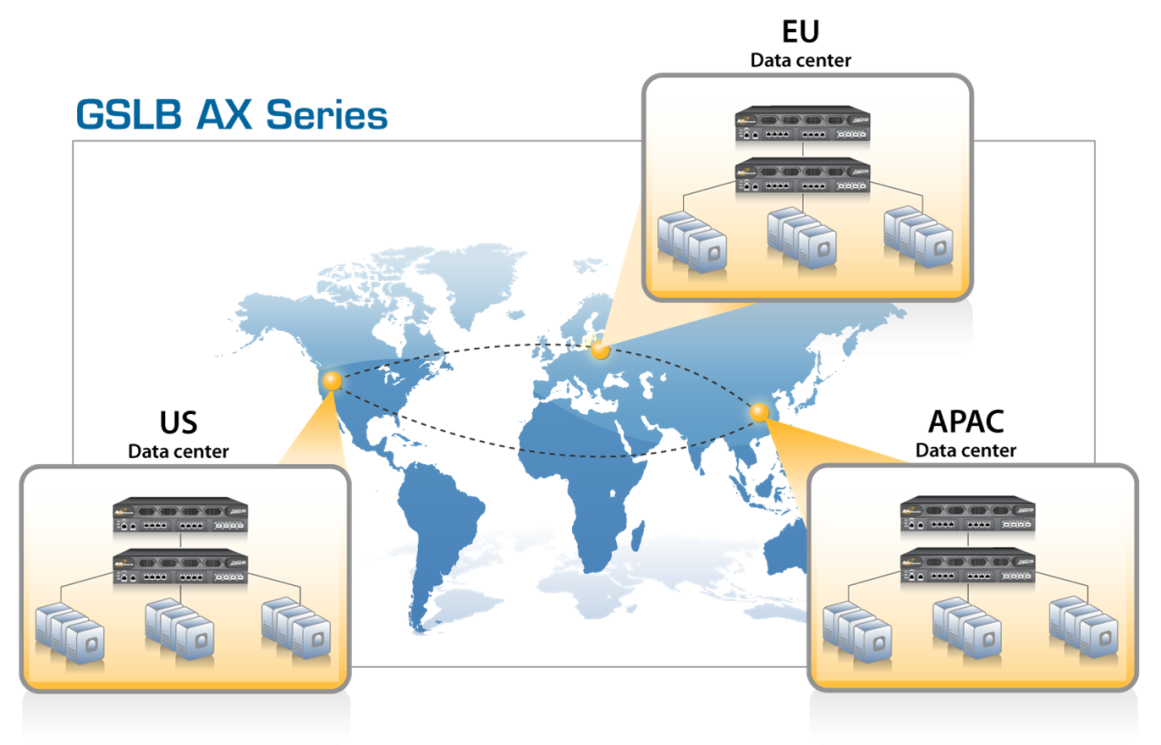 EU
Data center
GSLB AX Series
US
Data center
APAC
Data center